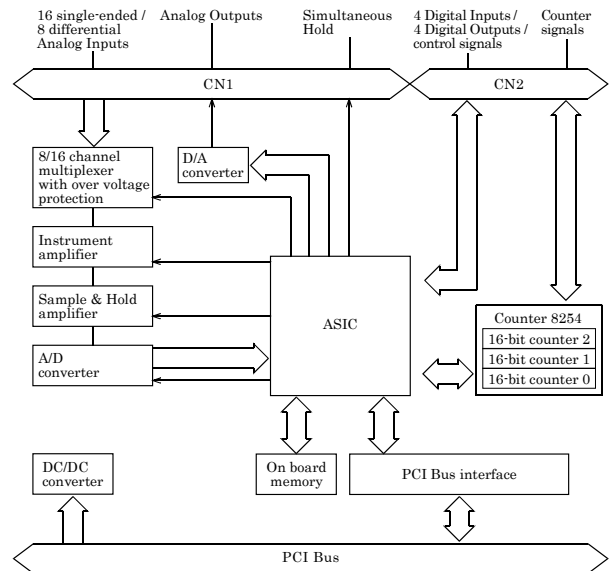 16 single-ended /
8 differential
Analog Inputs
Analog Outputs
Simultaneous
Hold
4 Digital Inputs /
4 Digital Outputs /
control signals
Counter
signals
CN1
CN2
8/16 channel
multiplexer
with over voltage
protection
D/A
converter
Instrument
amplifier
Sample & Hold
amplifier
A/D
converter
ASIC
Counter 8254
16-bit counter 2
16-bit counter 1
16-bit counter 0
DC/DC
converter
On board
memory
PCI Bus interface
PCI Bus